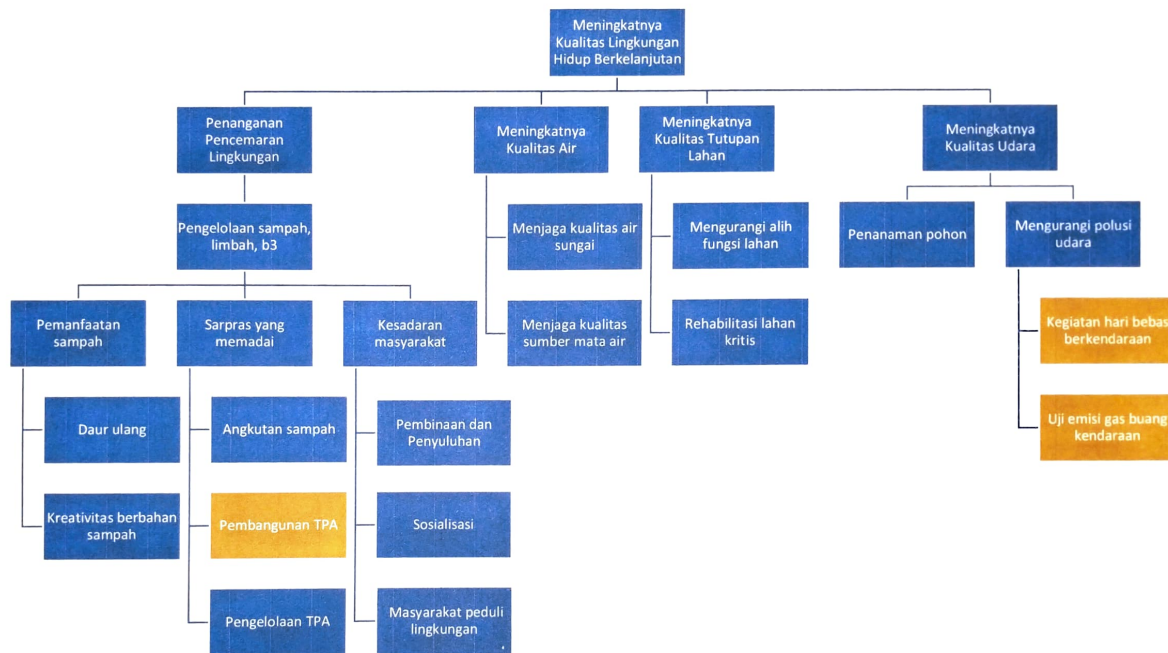 Meningkatnya
Kualitas Lingkungan
Hidup Berkelanjutan
Penanganan
Pencemaran
Lingkungan
Meningkatnya
Kualitas Air
Meningkatnya
Kualitas Tutupan
Lahan
Meningkatnya
Kualitas Udara
Pengelolaan sampah,
limbah, b3
Menjaga kualitas air
sungai
Mengurangi alih
fungsi lahan
Penanaman pohon
Mengurangi polusi
udara
Pemanfaatan
sampah
Sarpras yang
memadai
Kesadaran
masyarakat
Menjaga kualitas
sumber mata air
Rehabilitasi lahan
kritis
Kegiatan hari bebas
berkendaraan
Daur ulang
Angkutan sampah
Pembinaan dan
Penyuluhan
Uji emisi gas buang
kendaraan
Kreativitas berbahan
sampah
Pembangunan TPA
Sosialisasi
Pengelolaan TPA
Masyarakat peduli
lingkungan